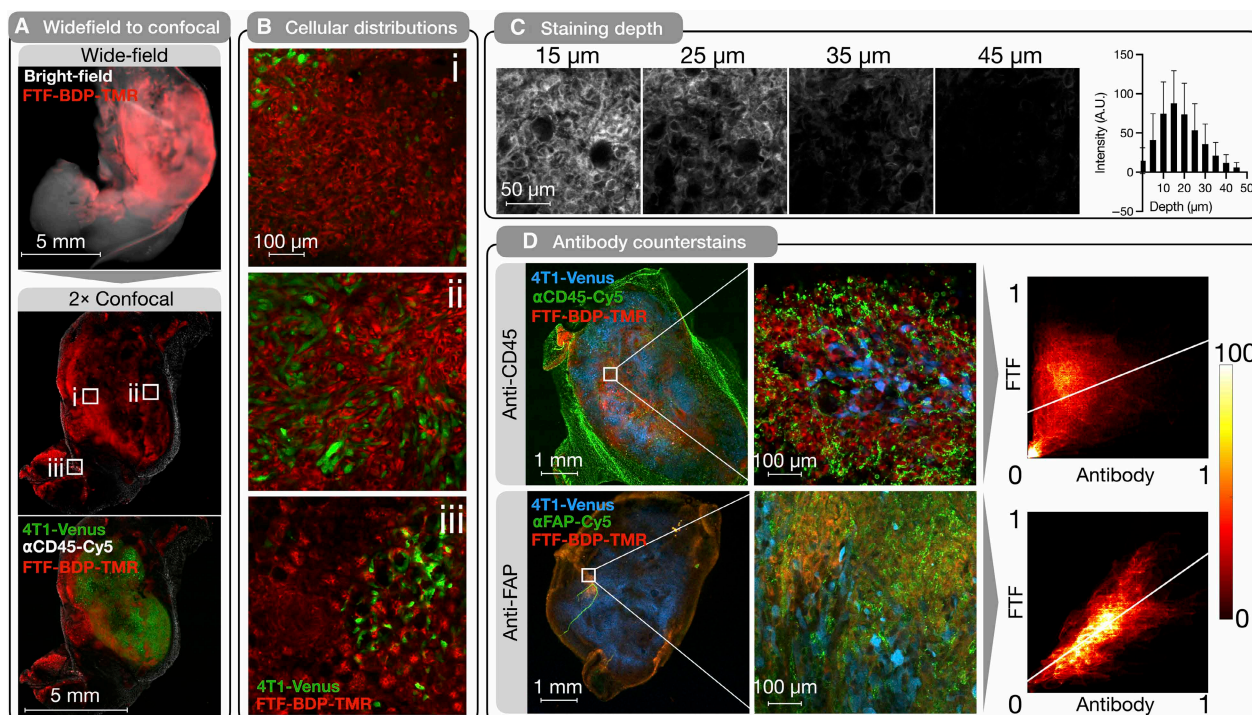 A Widefield to confocal
Wide-field
Bright-field
FTF-BDP-TMR
5 mm
2× Confocal
i
ii
iii
4T1-Venus
αCD45-Cy5
FTF-BDP-TMR
5 mm
B Cellular distributions
i
100 μm
ii
iii
4T1-Venus
FTF-BDP-TMR
C Staining depth
15 μm
25 μm
35 μm
45 μm
50 μm
150
100
50
0
−50
Intensity (A.U.)
10 20 30 40 50
Depth (μm)
D Antibody counterstains
Anti-CD45
4T1-Venus
αCD45-Cy5
FTF-BDP-TMR
1 mm
100 μm
1
FTF
0
Antibody
1
Anti-FAP
4T1-Venus
αFAP-Cy5
FTF-BDP-TMR
1 mm
100 μm
1
FTF
0
Antibody
1
100
0